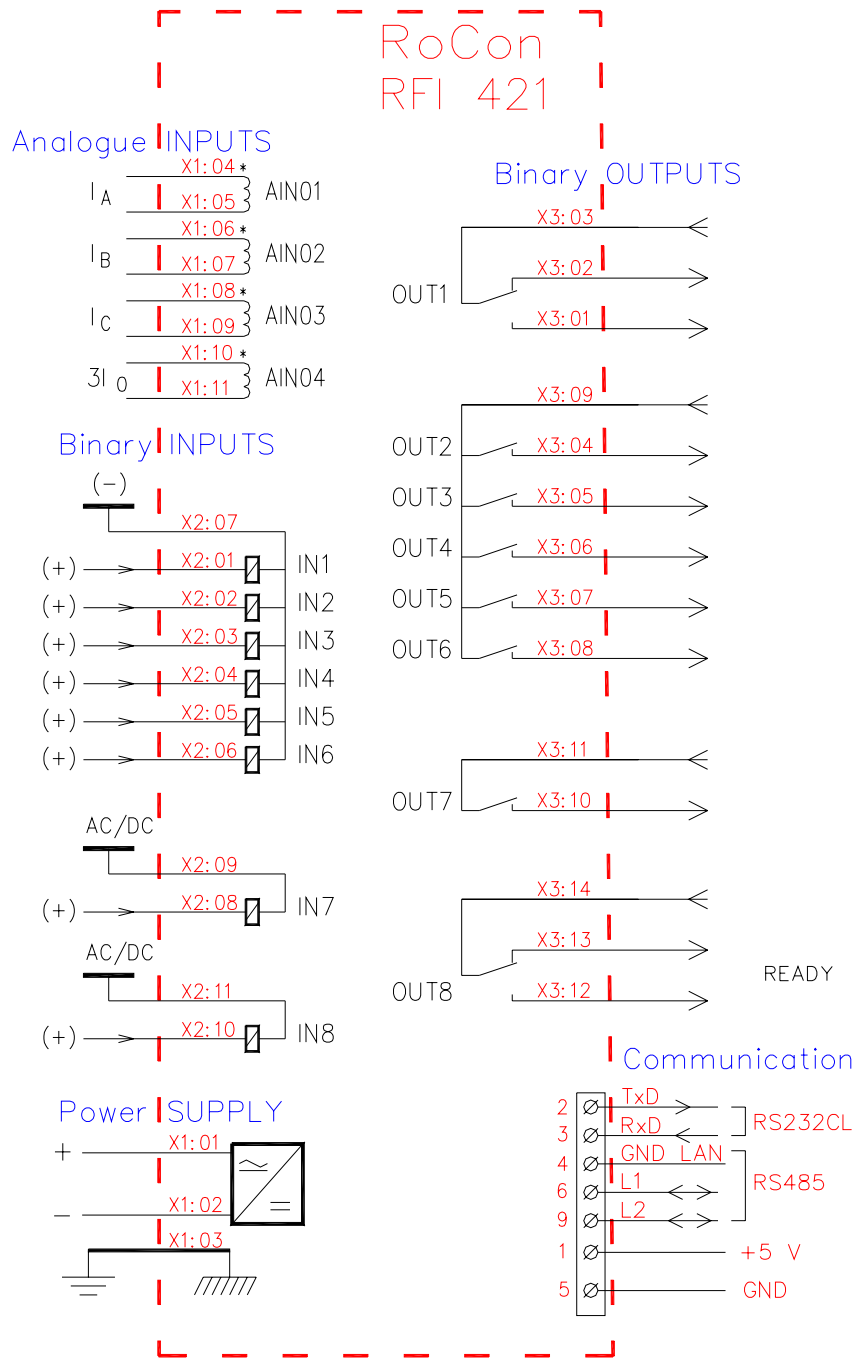 RoCon
RFI 421
Analogue INPUTS
X1:04 *
I A
X1:05
AIN01
X1:06 *
I B
X1:07
AIN02
X1:08 *
I C
X1:09
AIN03
X1:10 *
3I 0
X1:11
AIN04
Binary INPUTS
(-)
X2:07
(+) X2:01 IN1
(+) X2:02 IN2
(+) X2:03 IN3
(+) X2:04 IN4
(+) X2:05 IN5
(+) X2:06 IN6
AC/DC
X2:09
(+) X2:08 IN7
AC/DC
X2:11
(+) X2:10 IN8
Power SUPPLY
+ X1:01
− X1:02
X1:03
Binary OUTPUTS
X3:03
X3:02
OUT1
X3:01
X3:09
OUT2 X3:04
OUT3 X3:05
OUT4 X3:06
OUT5 X3:07
OUT6 X3:08
X3:11
OUT7 X3:10
X3:14
X3:13
OUT8
X3:12
READY
Communication
2 TxD
3 RxD
RS232CL
4 GND LAN
6 L1
RS485
9 L2
1 +5 V
5 GND